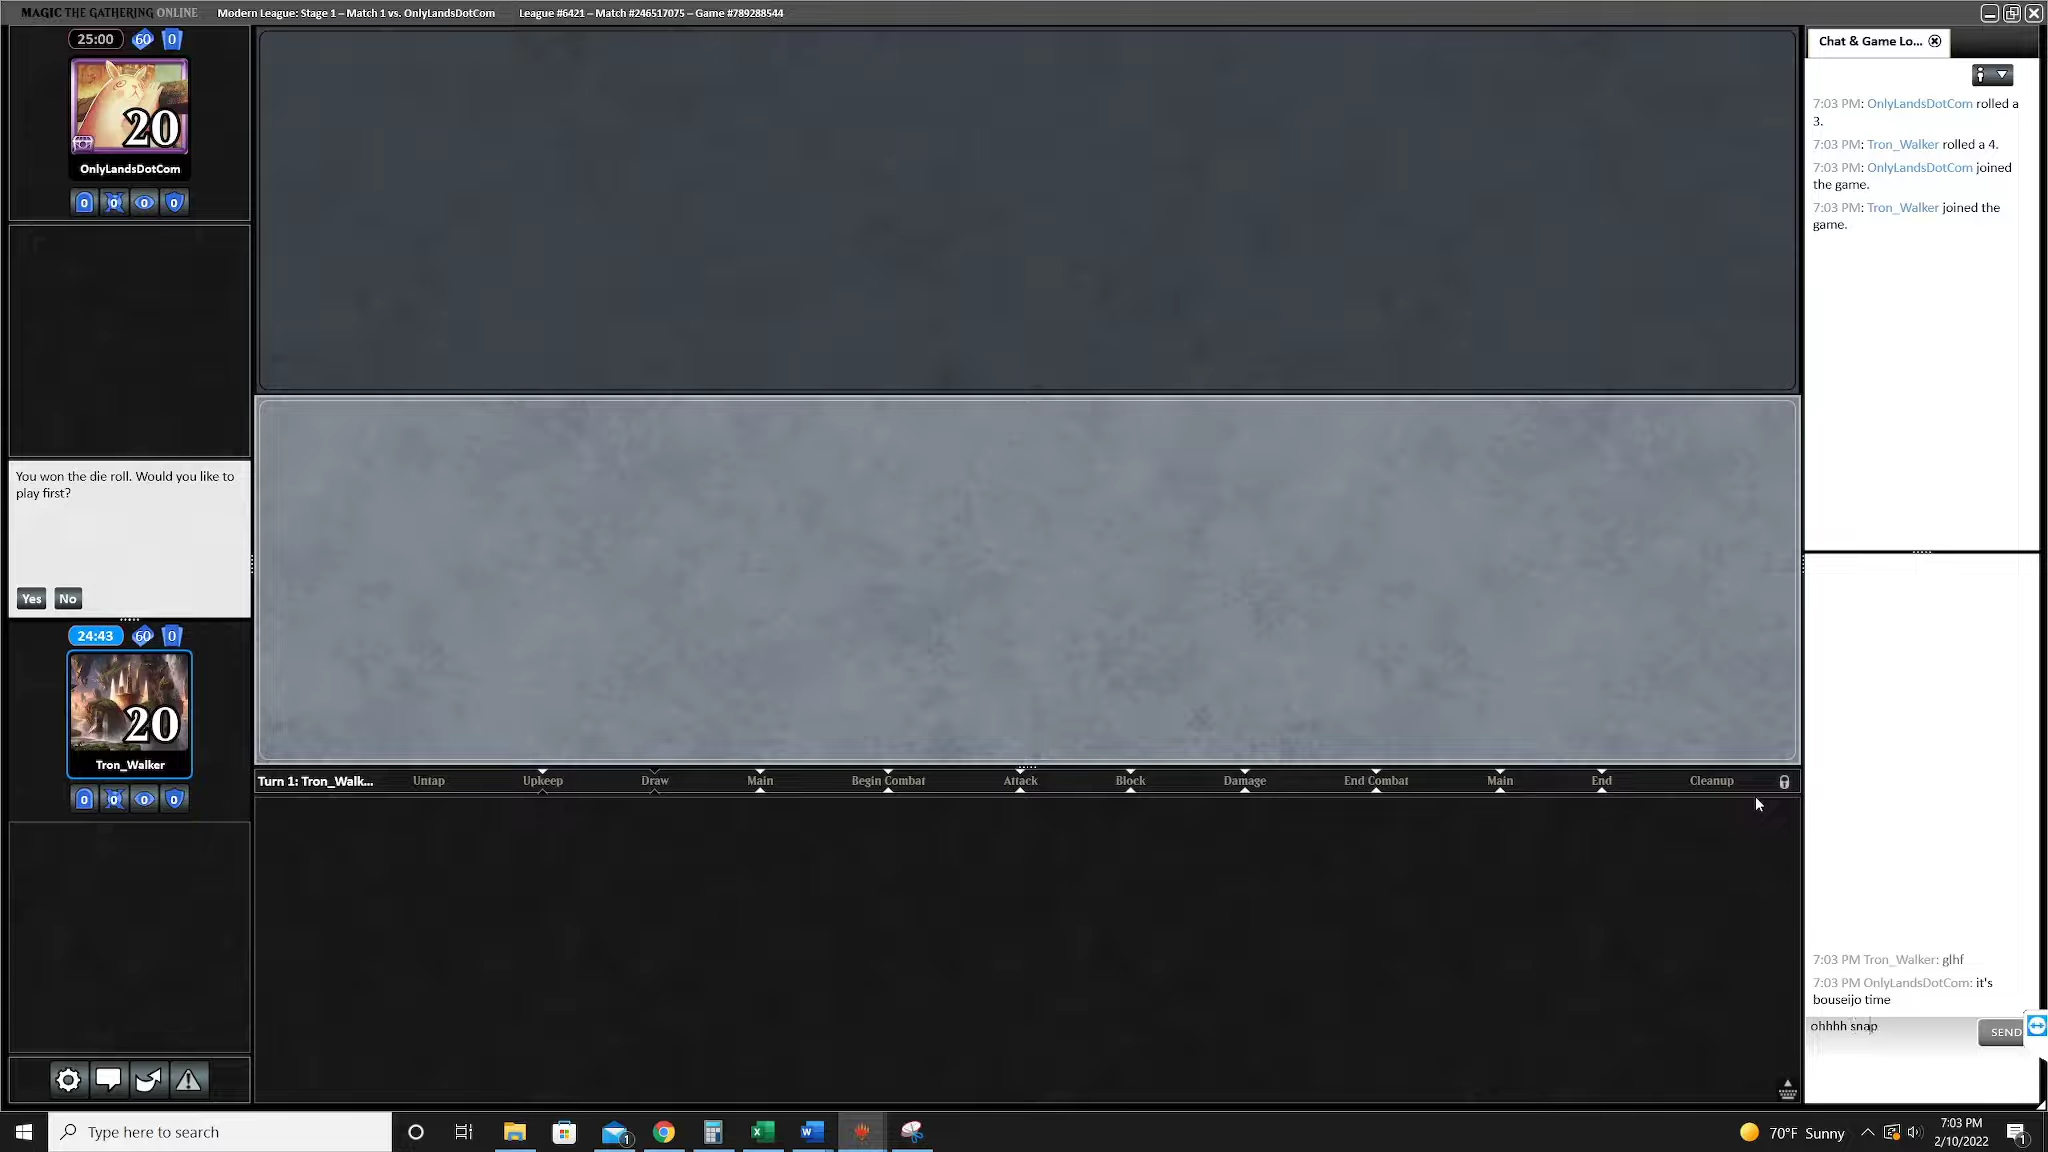 MAGIC THE GATHERING ONLINE Modern League: Stage 1 – Match 1 vs. OnlyLandsDotCom League #6421 – Match #246517075 – Game #789288544
25:00 60 0
20
OnlyLandsDotCom
0 0 0 0
You won the die roll. Would you like to
play first?
Yes No
24:43 60 0
20
Tron_Walker
0 0 0 0
Turn 1: Tron_Walk... Untap Upkeep Draw Main Begin Combat Attack Block Damage End Combat Main End Cleanup
Chat & Game Lo...
7:03 PM: OnlyLandsDotCom rolled a
3.
7:03 PM: Tron_Walker rolled a 4.
7:03 PM: OnlyLandsDotCom joined
the game.
7:03 PM: Tron_Walker joined the
game.
7:03 PM Tron_Walker: glhf
7:03 PM OnlyLandsDotCom: it's
bouseijo time
ohhhh snap
SEND
Type here to search
1
70°F Sunny
7:03 PM
2/10/2022
1